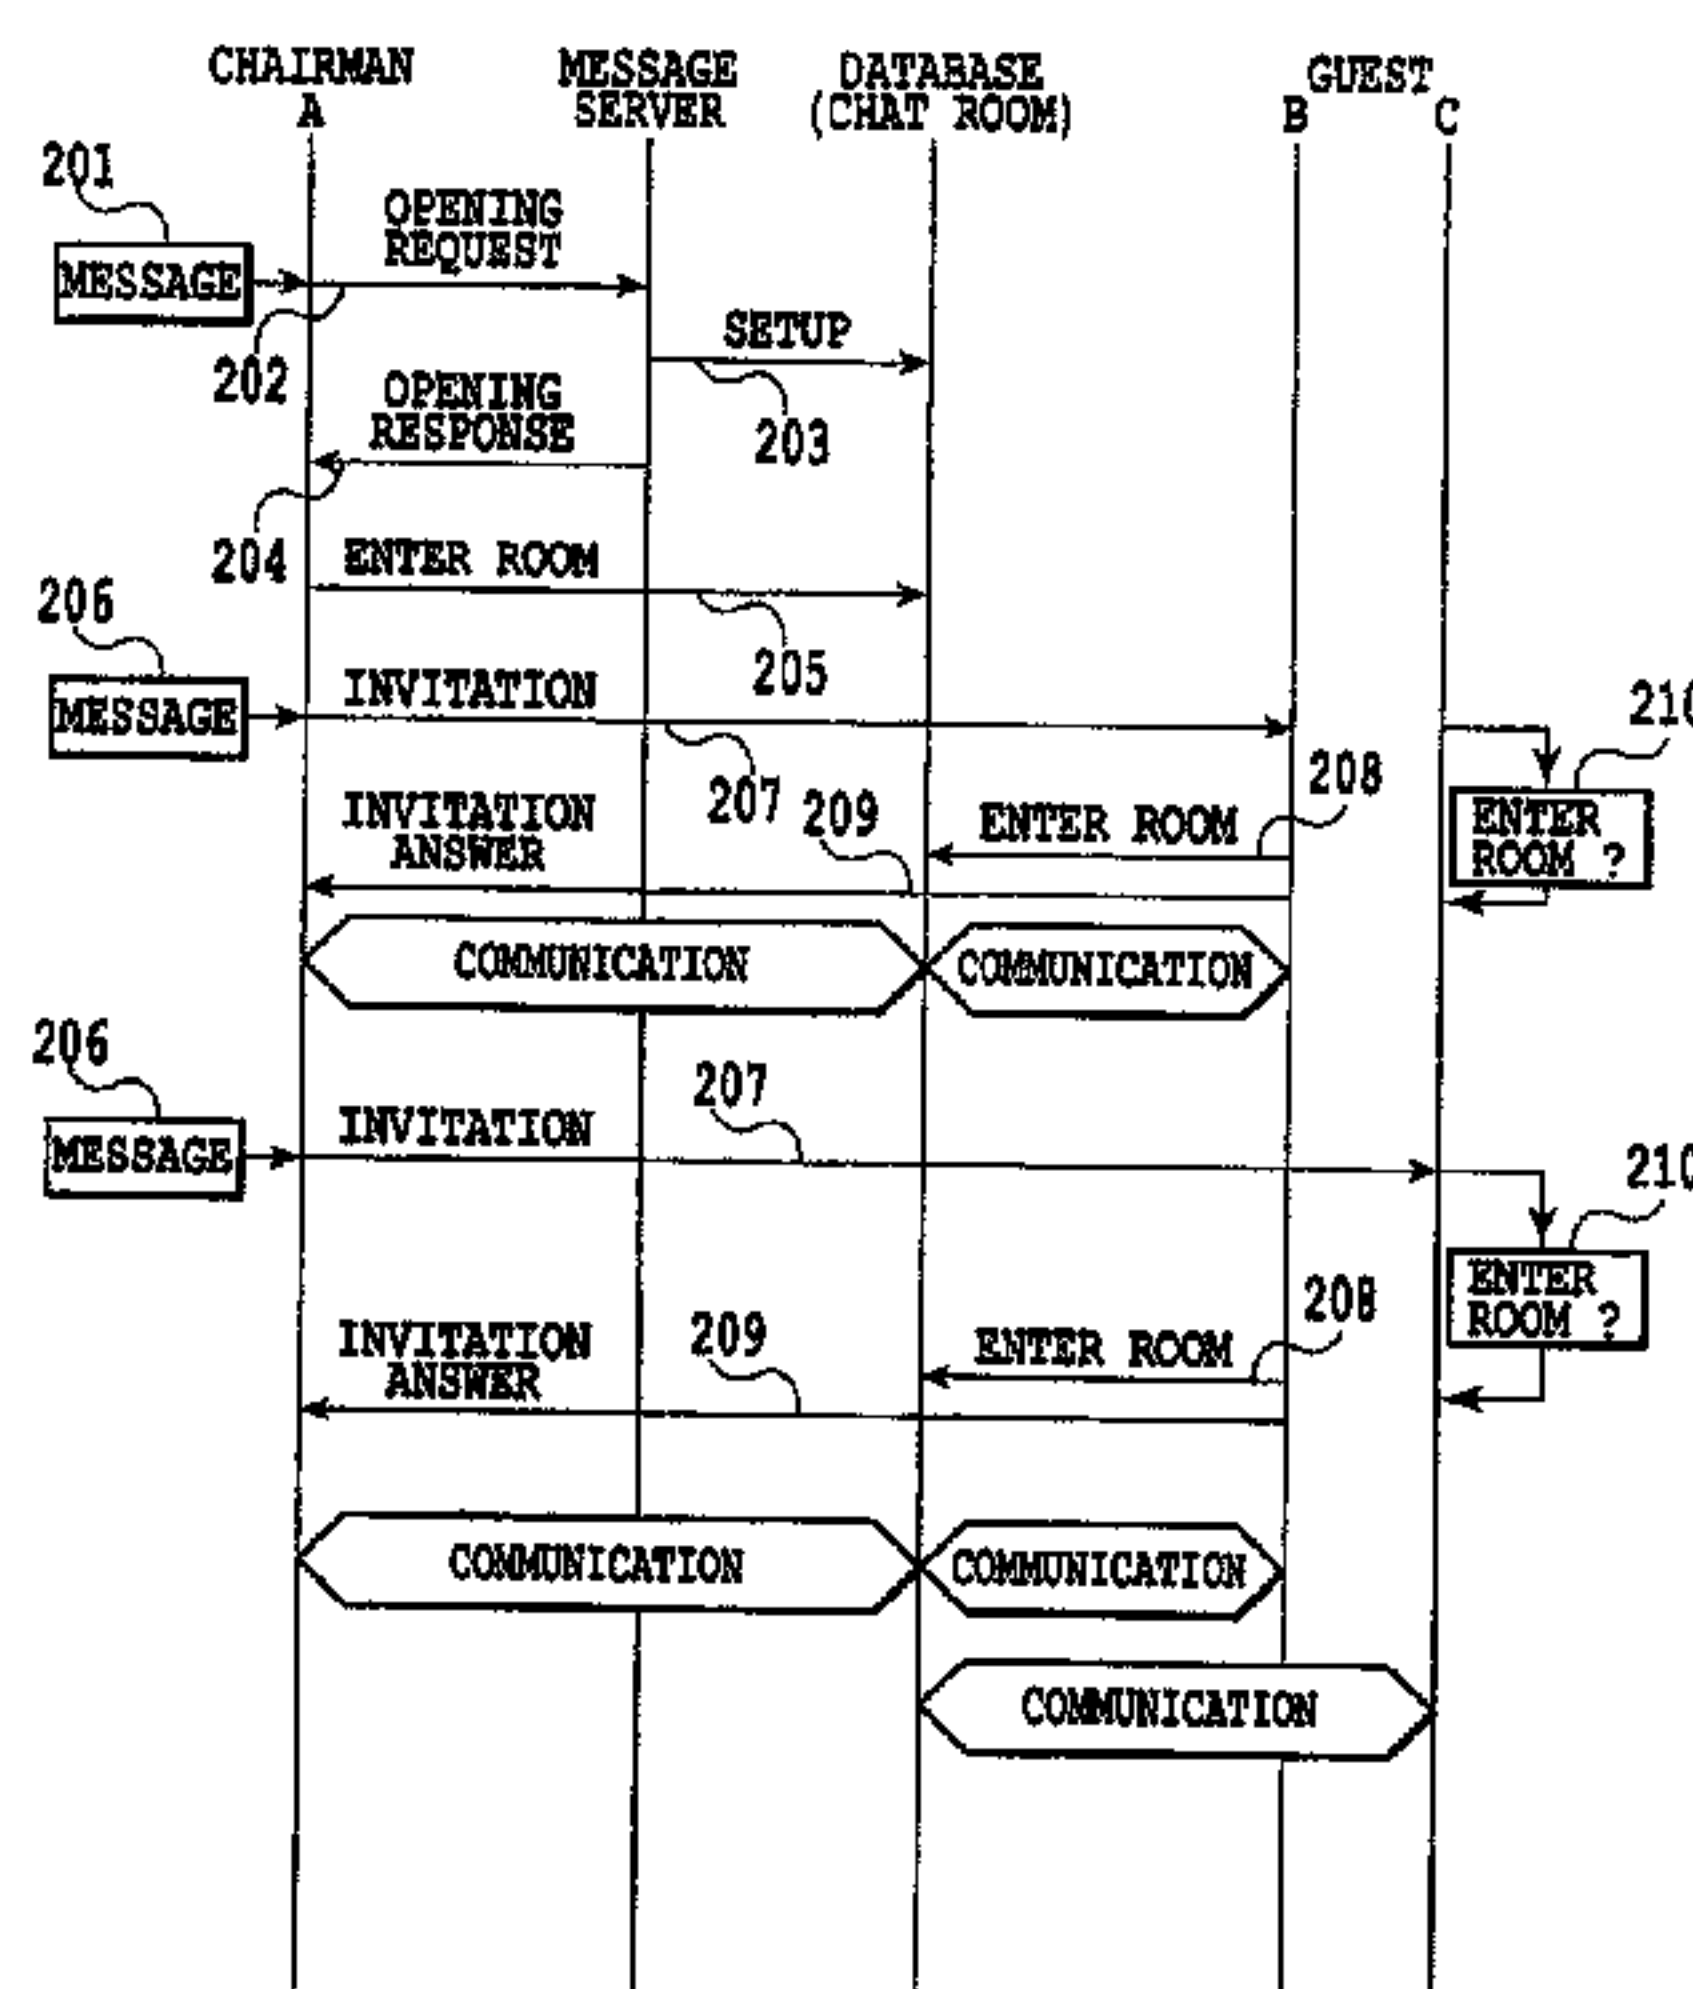 CHAIRMAN
A
MESSAGE
SERVER
DATABASE
(CHAT ROOM)
GUEST
B
C
201
MESSAGE
OPENING
REQUEST
202
SETUP
203
OPENING
RESPONSE
204
ENTER ROOM
205
206
MESSAGE
INVITATION
207
210
ENTER
ROOM ?
208
ENTER ROOM
209
INVITATION
ANSWER
COMMUNICATION
COMMUNICATION
206
MESSAGE
INVITATION
207
210
ENTER
ROOM ?
208
ENTER ROOM
209
INVITATION
ANSWER
COMMUNICATION
COMMUNICATION
COMMUNICATION